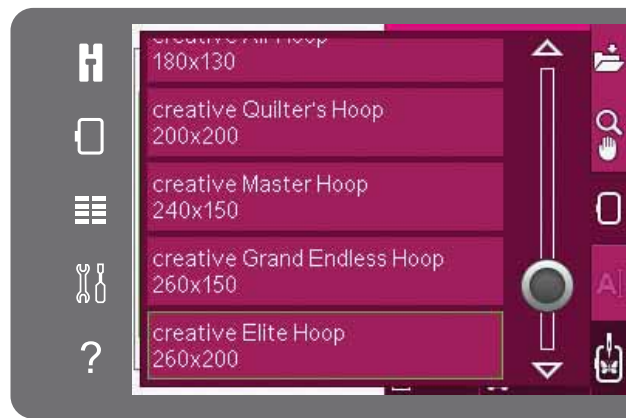 180x130
creative Quilter's Hoop
200x200
creative Master Hoop
240x150
creative Grand Endless Hoop
260x150
creative Elite Hoop
260x200
?
A